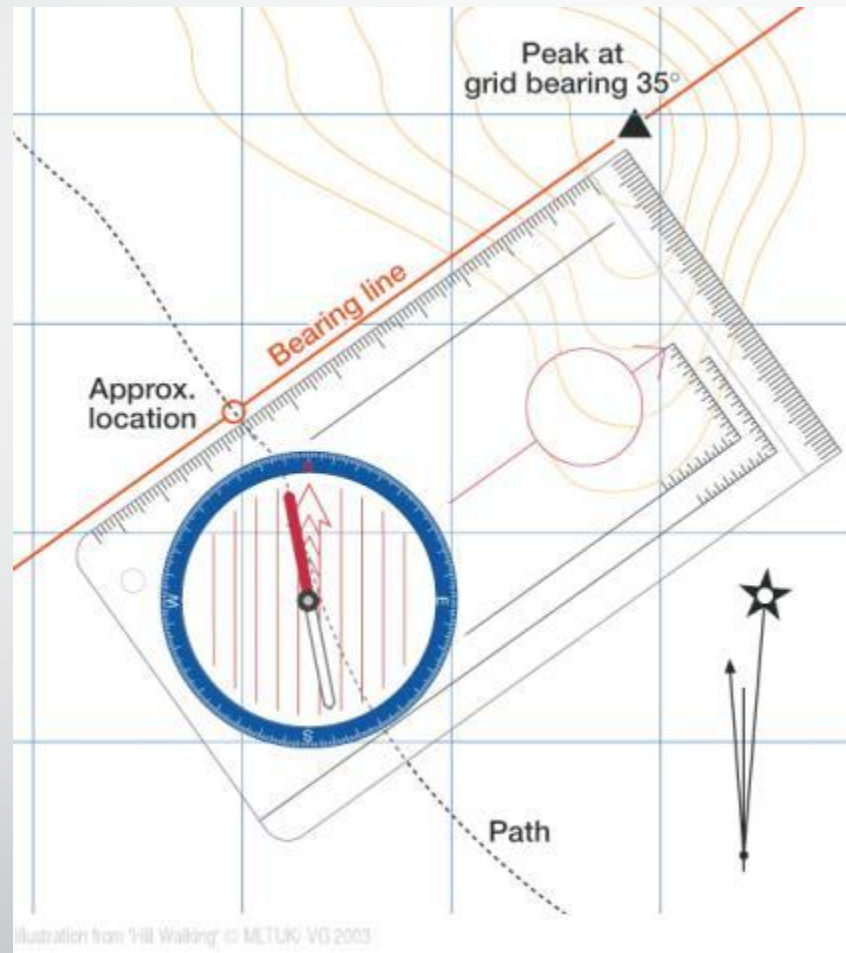 Peak at
grid bearing 35°
Bearing line
Approx.
location
N
W
E
S
Path
illustration from 'Hill Walking' © MLTUK/ VG 2003